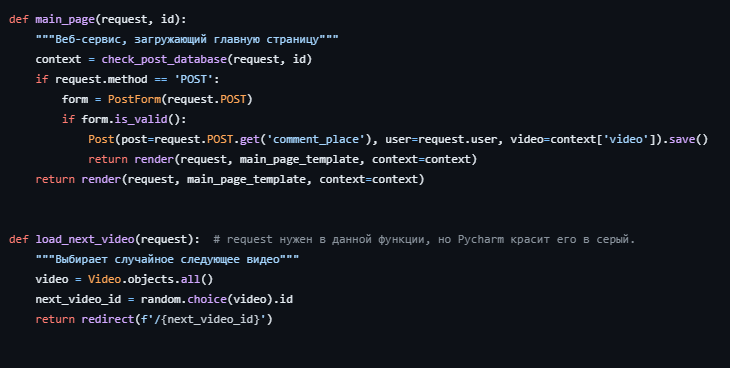 def main_page(request, id):
"""Веб-сервис, загружающий главную страницу"""
context = check_post_database(request, id)
if request.method == 'POST':
form = PostForm(request.POST)
if form.is_valid():
Post(post=request.POST.get('comment_place'), user=request.user, video=context['video']).save()
return render(request, main_page_template, context=context)
return render(request, main_page_template, context=context)
def load_next_video(request):  # request нужен в данной функции, но Pycharm красит его в серый.
"""Выбирает случайное следующее видео"""
video = Video.objects.all()
next_video_id = random.choice(video).id
return redirect(f'/{next_video_id}')